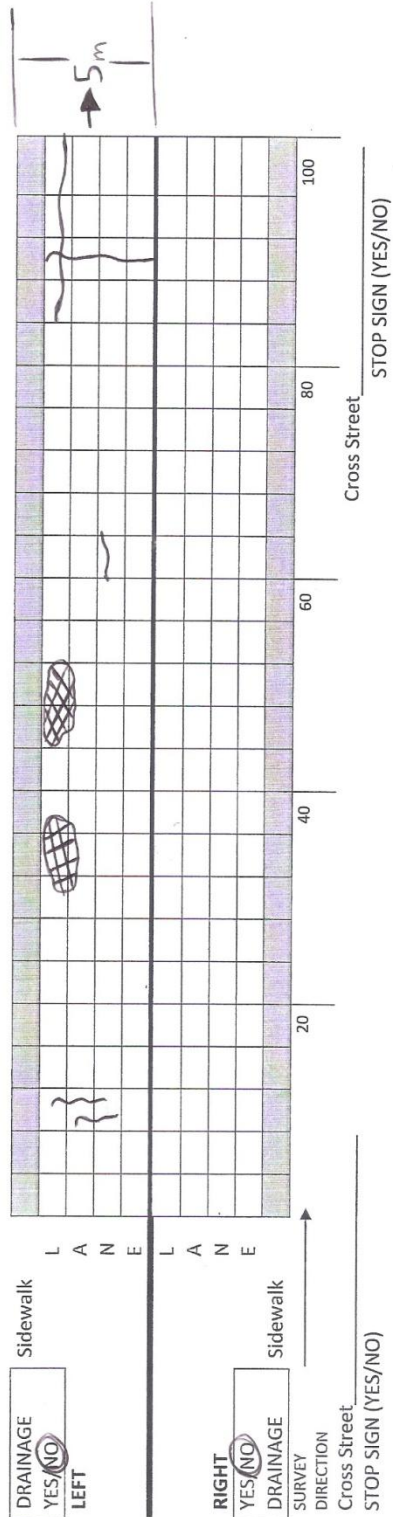 DRAINAGE
YES/NO
LEFT
Sidewalk
L
A
N
E
L
A
N
E
RIGHT
YES/NO
DRAINAGE
Sidewalk
SURVEY
DIRECTION
Cross Street
STOP SIGN (YES/NO)
20
40
60
80
100
Cross Street
STOP SIGN (YES/NO)
5m